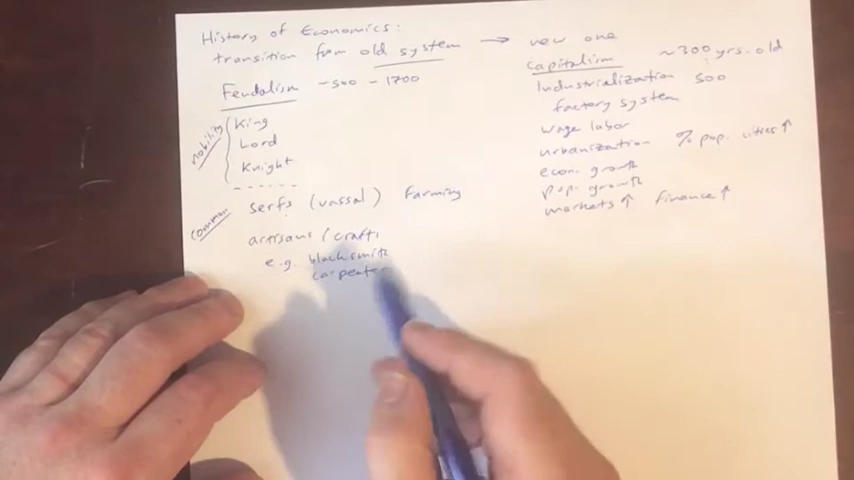 History of Economics:
transition from old system → new one
Feudalism ~500 - 1700
nobility
King
Lord
Knight
common
serfs (vassal) Farming
artisans (crafts
e.g. blacksmith
carpenter
Capitalism ~300 yrs. old
Industrialization 500
factory system
wage labor
urbanization % pop. cities ↑
econ. growth
pop. growth
markets ↑ finance ↑